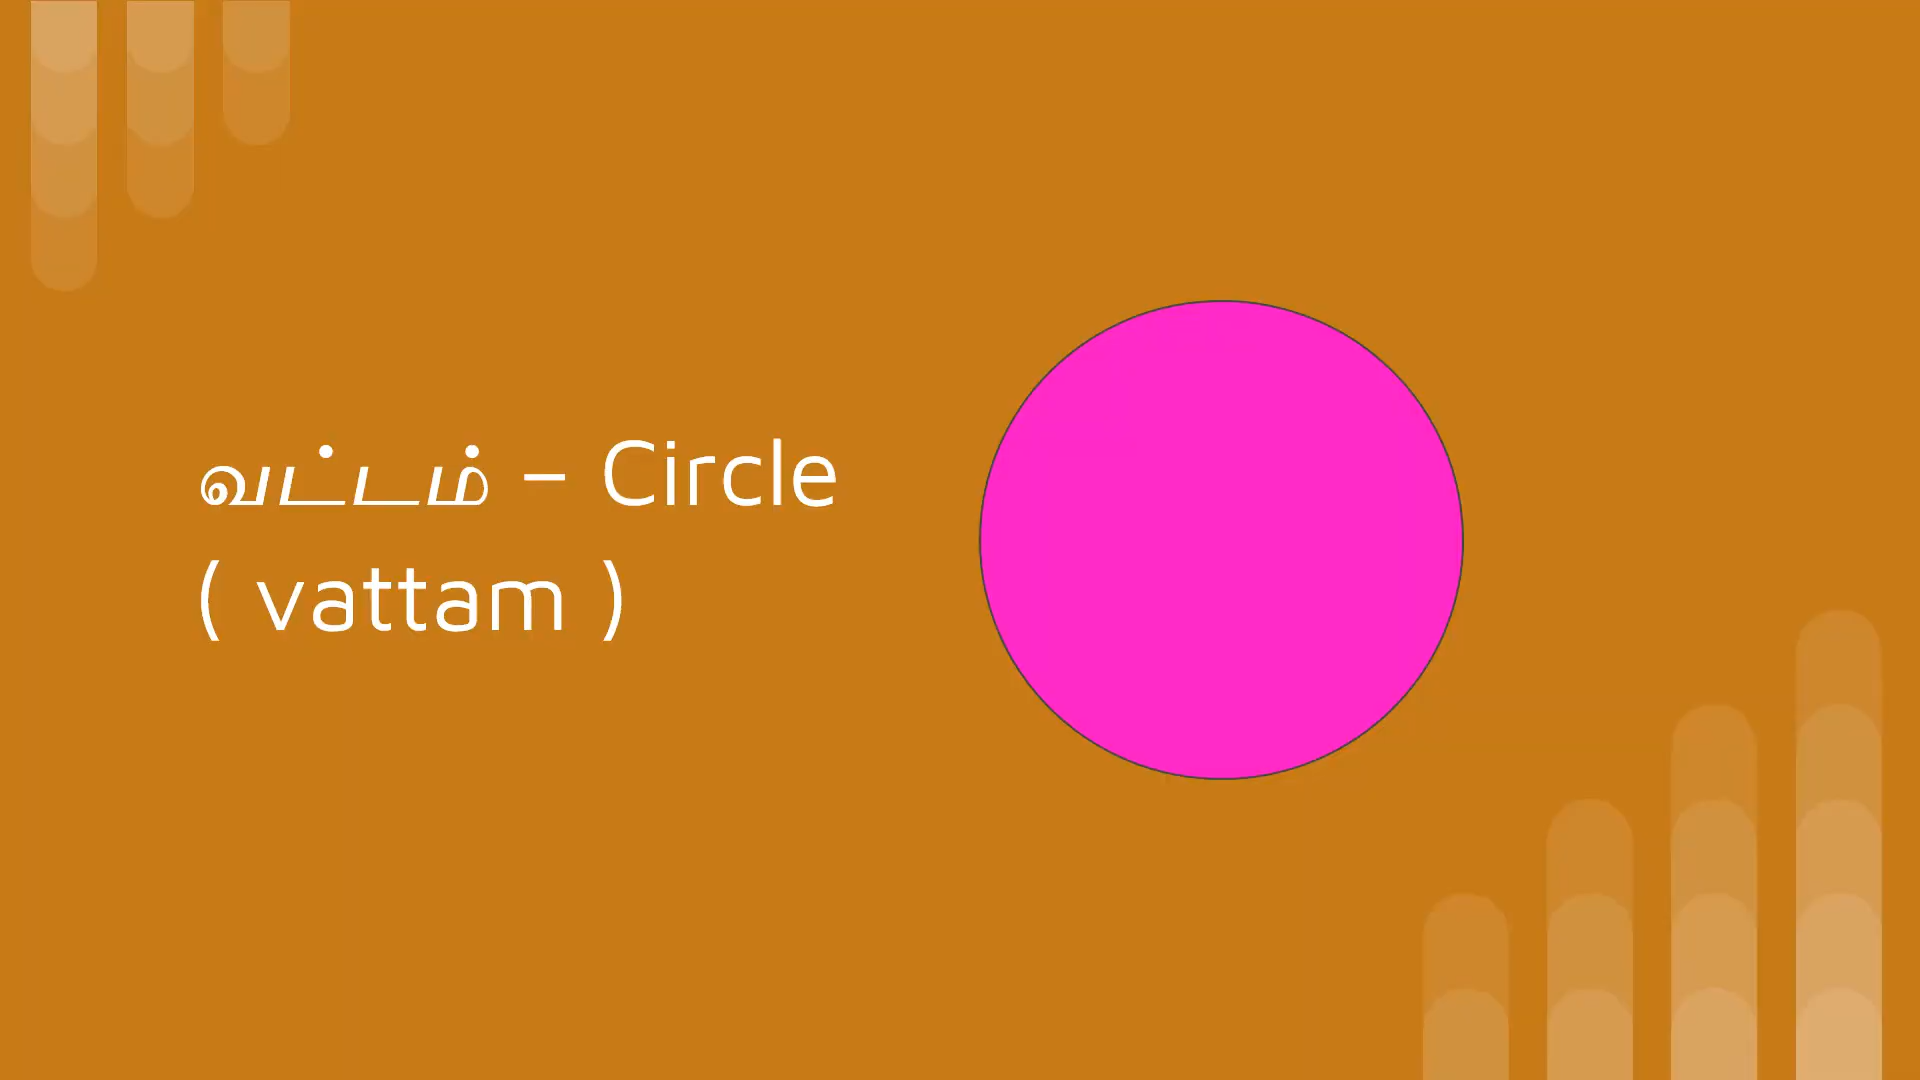 வட்டம் – Circle
( vattam )